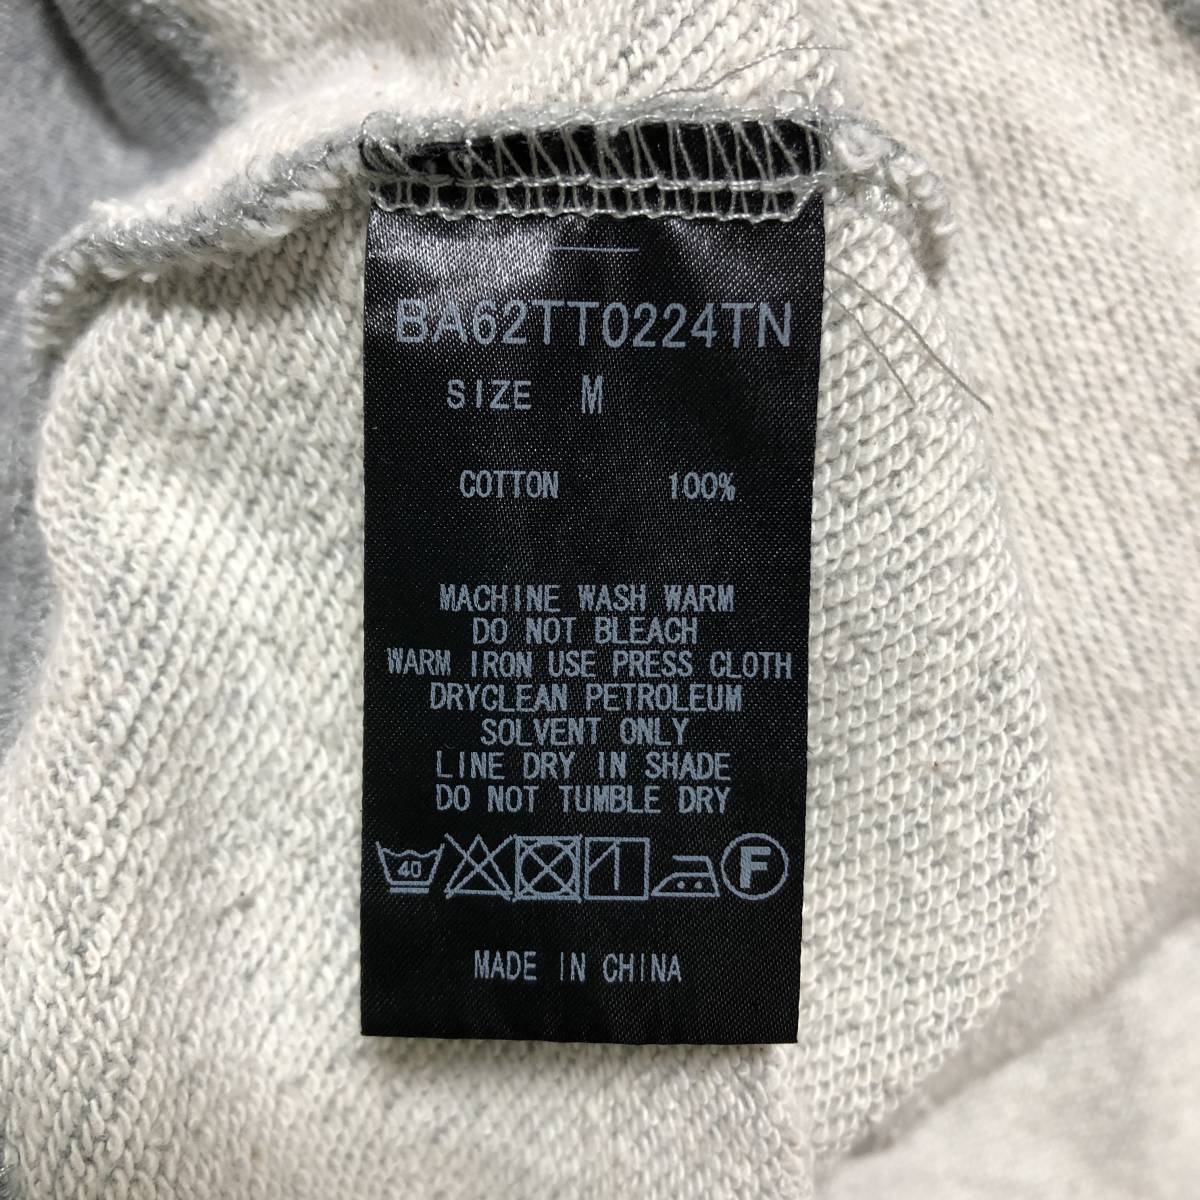 BA62TT0224TN
SIZE M
COTTON 100%
MACHINE WASH WARM
DO NOT BLEACH
WARM IRON USE PRESS CLOTH
DRYCLEAN PETROLEUM
SOLVENT ONLY
LINE DRY IN SHADE
DO NOT TUMBLE DRY
40 F
MADE IN CHINA